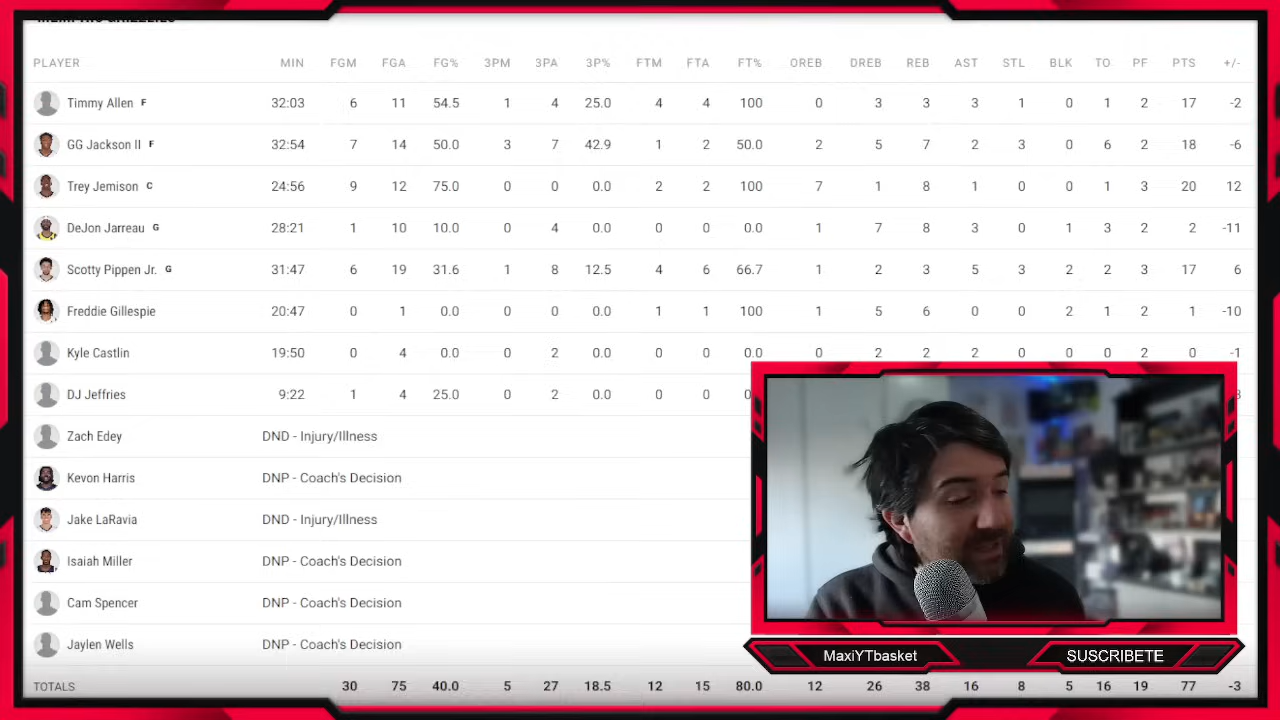 PLAYER MIN FGM FGA FG% 3PM 3PA 3P% FTM FTA FT% OREB DREB REB AST STL BLK TO PF PTS +/-
Timmy Allen F 32:03 6 11 54.5 1 4 25.0 4 4 100 0 3 3 3 1 0 1 2 17 -2
GG Jackson II F 32:54 7 14 50.0 3 7 42.9 1 2 50.0 2 5 7 2 3 0 6 2 18 -6
Trey Jemison C 24:56 9 12 75.0 0 0 0.0 2 2 100 7 1 8 1 0 0 1 3 20 12
DeJon Jarreau G 28:21 1 10 10.0 0 4 0.0 0 0 0.0 1 7 8 3 0 1 3 2 2 -11
Scotty Pippen Jr. G 31:47 6 19 31.6 1 8 12.5 4 6 66.7 1 2 3 5 3 2 2 3 17 6
Freddie Gillespie 20:47 0 1 0.0 0 0 0.0 1 1 100 1 5 6 0 0 2 1 2 1 -10
Kyle Castlin 19:50 0 4 0.0 0 2 0.0 0 0 0.0 0 2 2 2 0 0 0 2 0 -1
DJ Jeffries 9:22 1 4 25.0 0 2 0.0 0 0
Zach Edey DND - Injury/Illness
Kevon Harris DNP - Coach's Decision
Jake LaRavia DND - Injury/Illness
Isaiah Miller DNP - Coach's Decision
Cam Spencer DNP - Coach's Decision
Jaylen Wells DNP - Coach's Decision
MaxiYTbasket SUSCRIBETE
TOTALS 30 75 40.0 5 27 18.5 12 15 80.0 12 26 38 16 8 5 16 19 77 -3